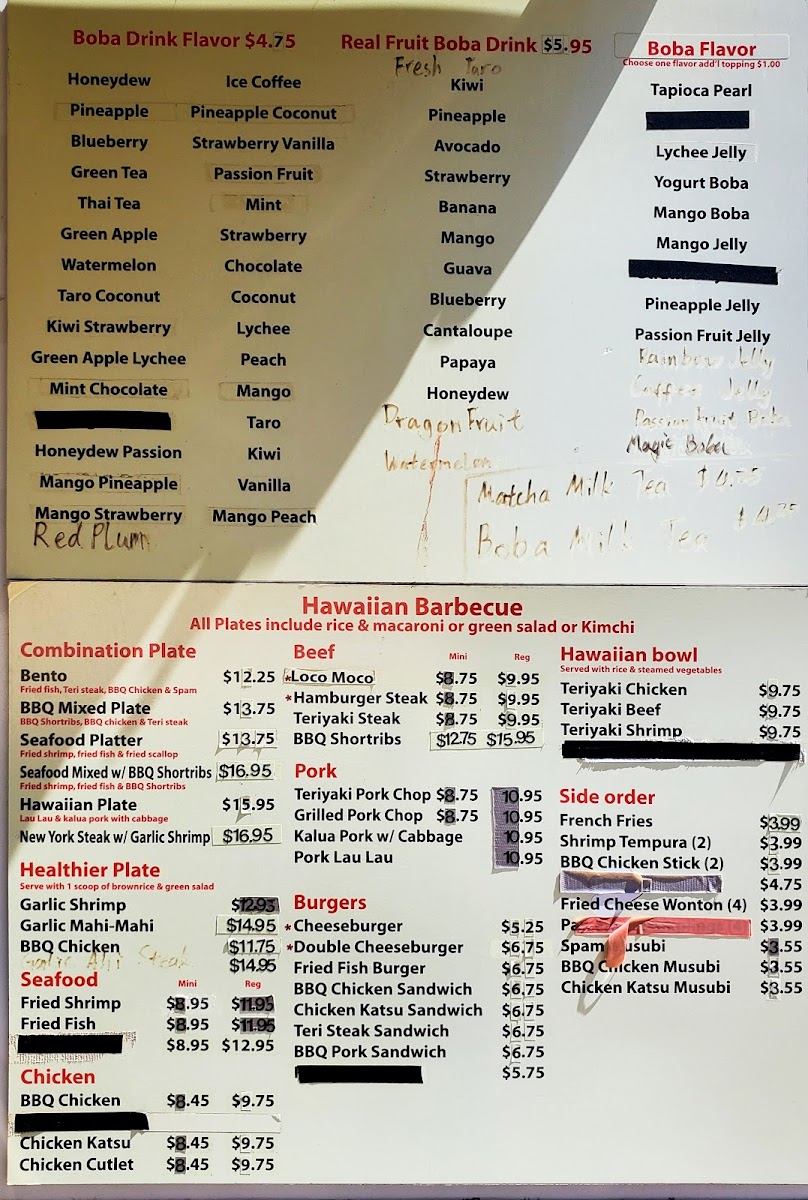 Boba Drink Flavor $4.75
Honeydew
Pineapple
Blueberry
Green Tea
Thai Tea
Green Apple
Watermelon
Taro Coconut
Kiwi Strawberry
Green Apple Lychee
Mint Chocolate
Honeydew Passion
Mango Pineapple
Mango Strawberry
Red Plum
Ice Coffee
Pineapple Coconut
Strawberry Vanilla
Passion Fruit
Mint
Strawberry
Chocolate
Coconut
Lychee
Peach
Mango
Taro
Kiwi
Vanilla
Mango Peach
Real Fruit Boba Drink $5.95
Fresh Taro
Kiwi
Pineapple
Avocado
Strawberry
Banana
Mango
Guava
Blueberry
Cantaloupe
Papaya
Honeydew
Dragon Fruit
Watermelon
Boba Flavor
Choose one flavor add'l topping $1.00
Tapioca Pearl
Lychee Jelly
Yogurt Boba
Mango Boba
Mango Jelly
Pineapple Jelly
Passion Fruit Jelly
Rainbow Jelly
Coffee Jelly
Passion Fruit Boba
Magic Boba
Matcha Milk Tea $4.75
Boba Milk Tea $4.75
Hawaiian Barbecue
All Plates include rice & macaroni or green salad or Kimchi
Combination Plate
Bento $12.25
Fried fish, Teri steak, BBQ Chicken & Spam
BBQ Mixed Plate $13.75
BBQ Shortribs, BBQ chicken & Teri steak
Seafood Platter $13.75
Fried shrimp, fried fish & fried scallop
Seafood Mixed w/ BBQ Shortribs $16.95
Fried shrimp, fried fish & BBQ Shortribs
Hawaiian Plate $15.95
Lau Lau & kalua pork with cabbage
New York Steak w/ Garlic Shrimp $16.95
Healthier Plate
Serve with 1 scoop of brownrice & green salad
Garlic Shrimp $12.93
Garlic Mahi-Mahi $14.95
BBQ Chicken $11.75
Garlic Ahi Steak $14.95
Seafood Mini Reg
Fried Shrimp $8.95 $11.95
Fried Fish $8.95 $11.95
$8.95 $12.95
Chicken
BBQ Chicken $8.45 $9.75
Chicken Katsu $8.45 $9.75
Chicken Cutlet $8.45 $9.75
Beef Mini Reg
*Loco Moco $8.75 $9.95
*Hamburger Steak $8.75 $9.95
Teriyaki Steak $8.75 $9.95
BBQ Shortribs $12.75 $15.95
Pork
Teriyaki Pork Chop $8.75 10.95
Grilled Pork Chop $8.75 10.95
Kalua Pork w/ Cabbage 10.95
Pork Lau Lau 10.95
Burgers
*Cheeseburger $5.25
*Double Cheeseburger $6.75
Fried Fish Burger $6.75
BBQ Chicken Sandwich $6.75
Chicken Katsu Sandwich $6.75
Teri Steak Sandwich $6.75
BBQ Pork Sandwich $6.75
$5.75
Hawaiian bowl
Served with rice & steamed vegetables
Teriyaki Chicken $9.75
Teriyaki Beef $9.75
Teriyaki Shrimp $9.75
Side order
French Fries $3.99
Shrimp Tempura (2) $3.99
BBQ Chicken Stick (2) $3.99
$4.75
Fried Cheese Wonton (4) $3.99
$3.99
Spam Musubi $3.55
BBQ Chicken Musubi $3.55
Chicken Katsu Musubi $3.55